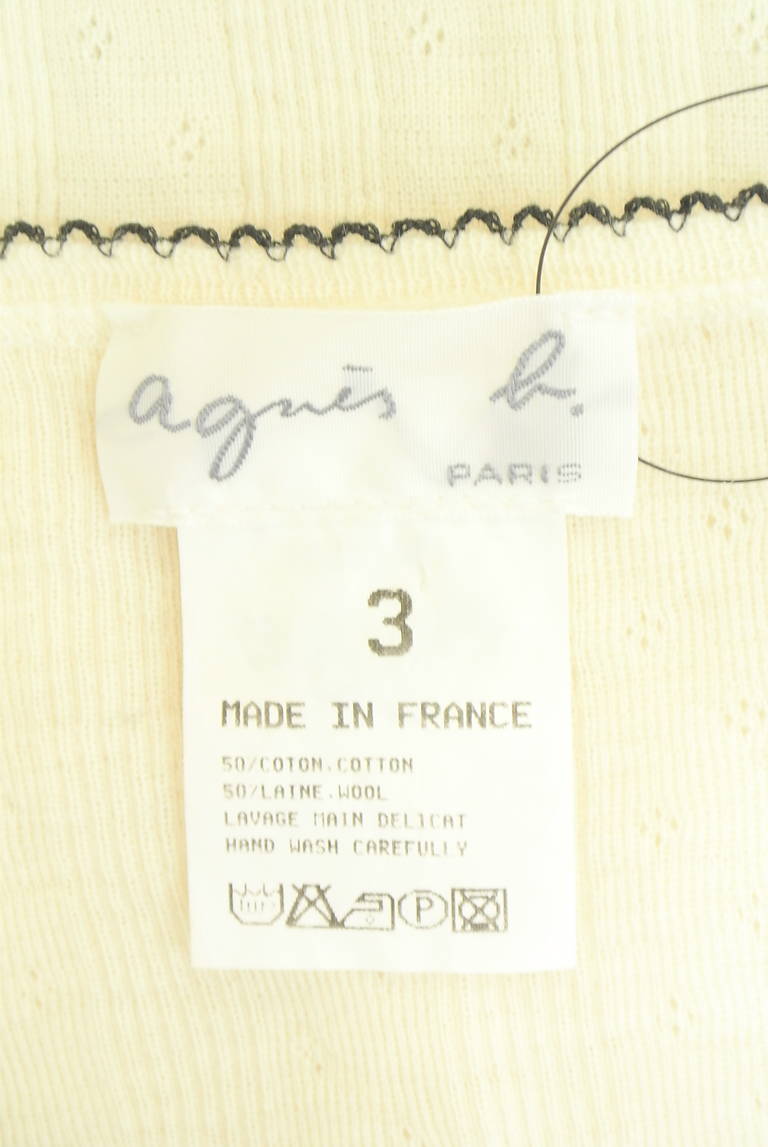 agnès b.
PARIS
3
MADE IN FRANCE
50/COTON.COTTON
50/LAINE.WOOL
LAVAGE MAIN DELICAT
HAND WASH CAREFULLY
P